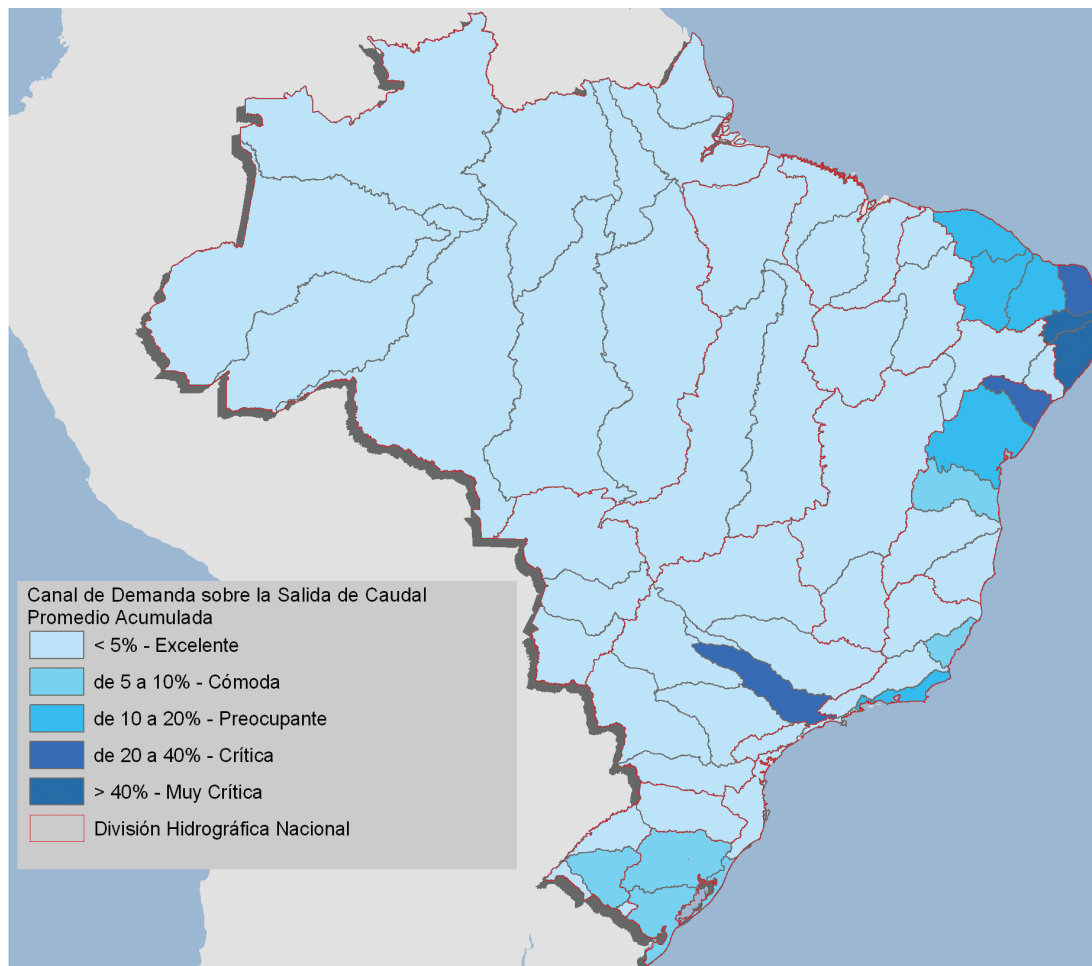 Canal de Demanda sobre la Salida de Caudal
Promedio Acumulada
< 5% - Excelente
de 5 a 10% - Cómoda
de 10 a 20% - Preocupante
de 20 a 40% - Crítica
> 40% - Muy Crítica
División Hidrográfica Nacional